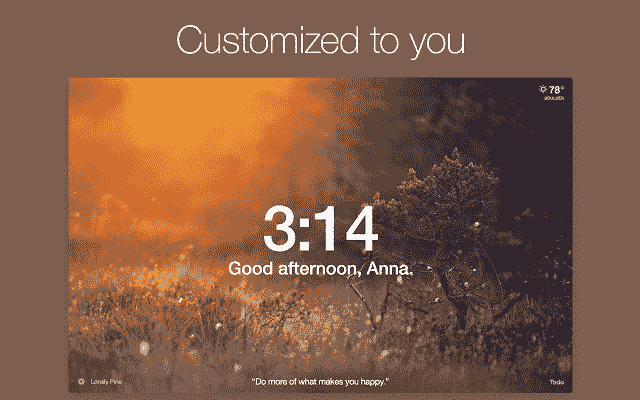 Customized to you
78°
BOULDER
3:14
Good afternoon, Anna.
Lonely Pine
"Do more of what makes you happy."
Todo